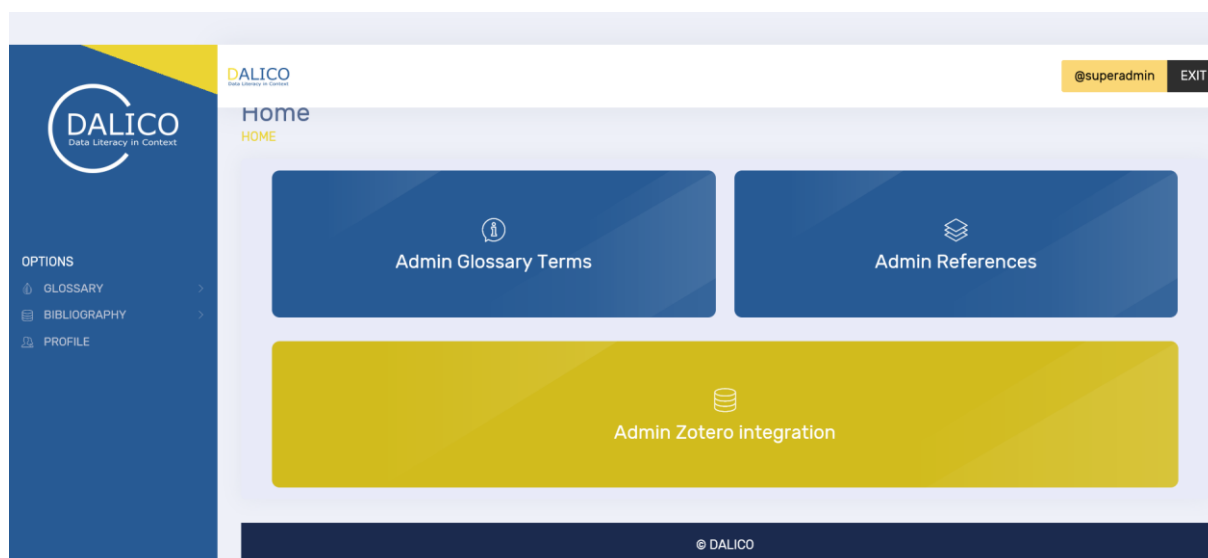 DALICO
Data Literacy in Context
OPTIONS
GLOSSARY
BIBLIOGRAPHY
PROFILE
DALICO
Data Literacy in Context
@superadmin
EXIT
Home
HOME
Admin Glossary Terms
Admin References
Admin Zotero integration
© DALICO